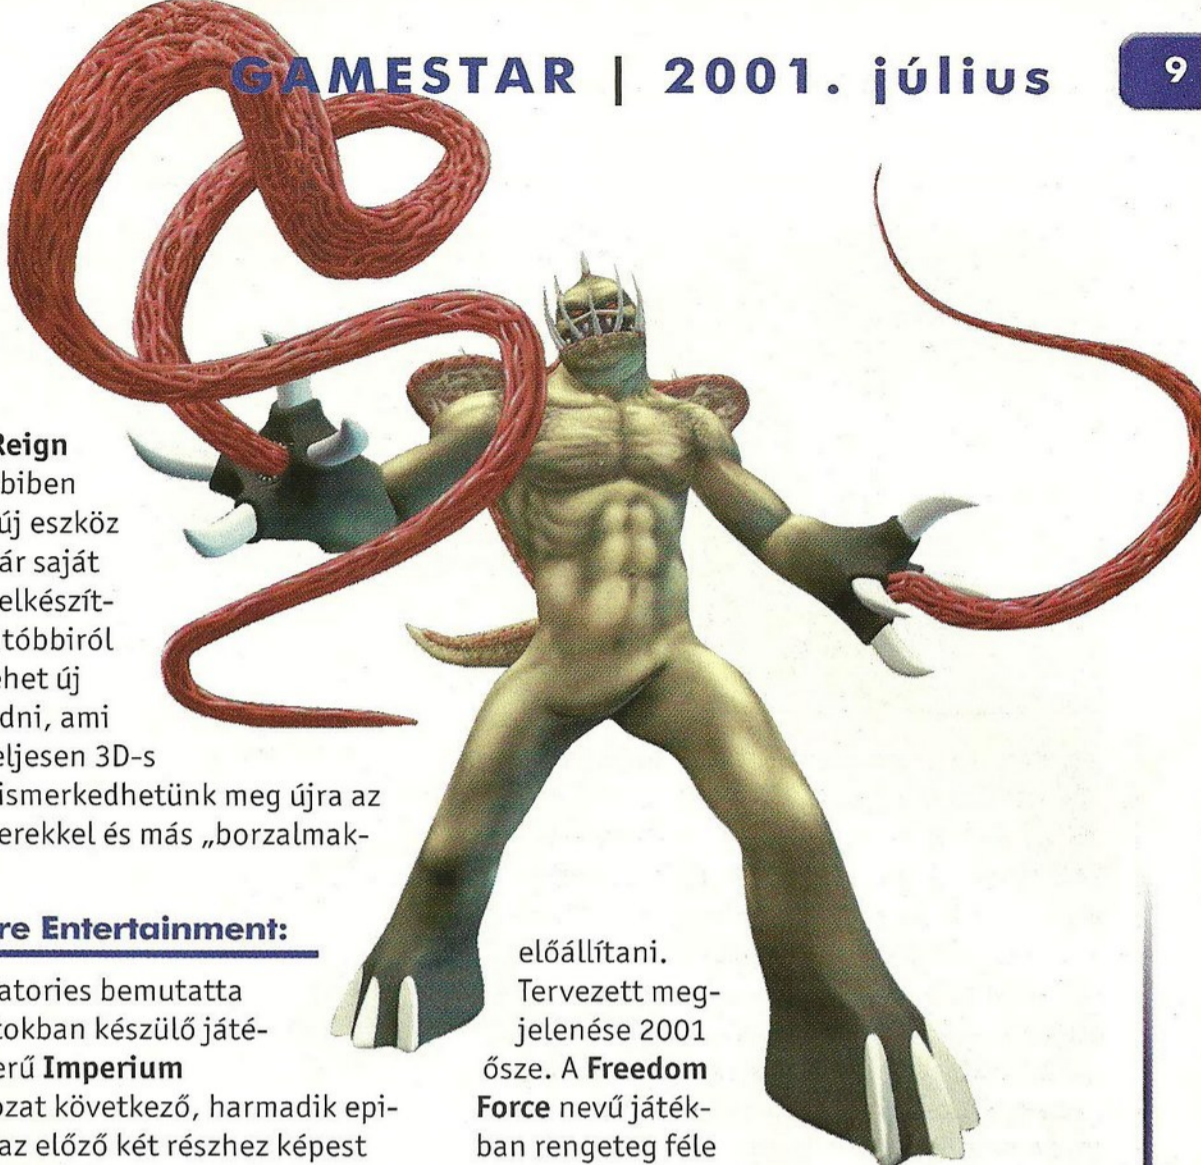 GAMESTAR | 2001. július
9
Reign
biben
új eszköz
ár saját
elkészít-
tóbbiról
het új
dni, ami
eljesen 3D-s
ismerkedhetünk meg újra az
erekkel és más „borzalmak-
re Entertainment:
atories bemutatta
tokban készülő játé-
erű Imperium
ozat következő, harmadik epi-
az előző két részhez képest
előállítani.
Tervezett meg-
jelenése 2001
ősze. A Freedom
Force nevű játék-
ban rengeteg féle